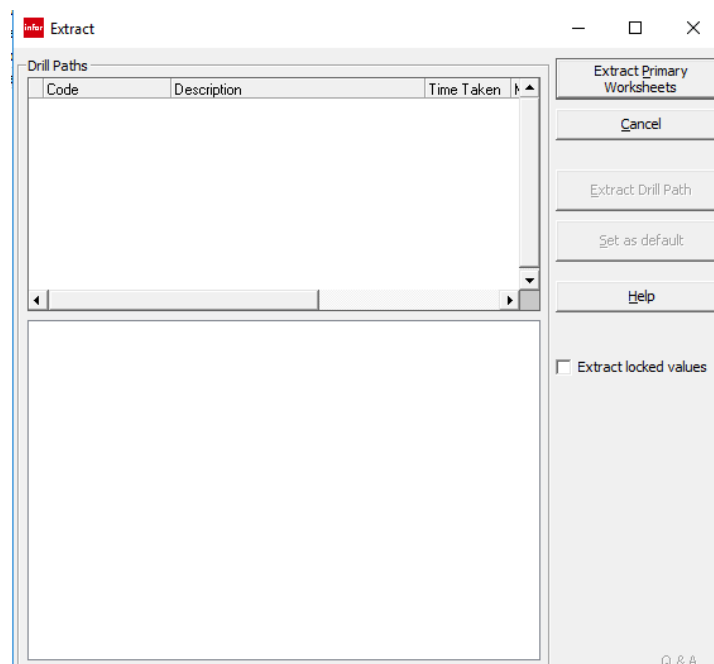 infor Extract
Drill Paths
Code Description Time Taken
Extract Primary
Worksheets
Cancel
Extract Drill Path
Set as default
Help
Extract locked values
Q & A